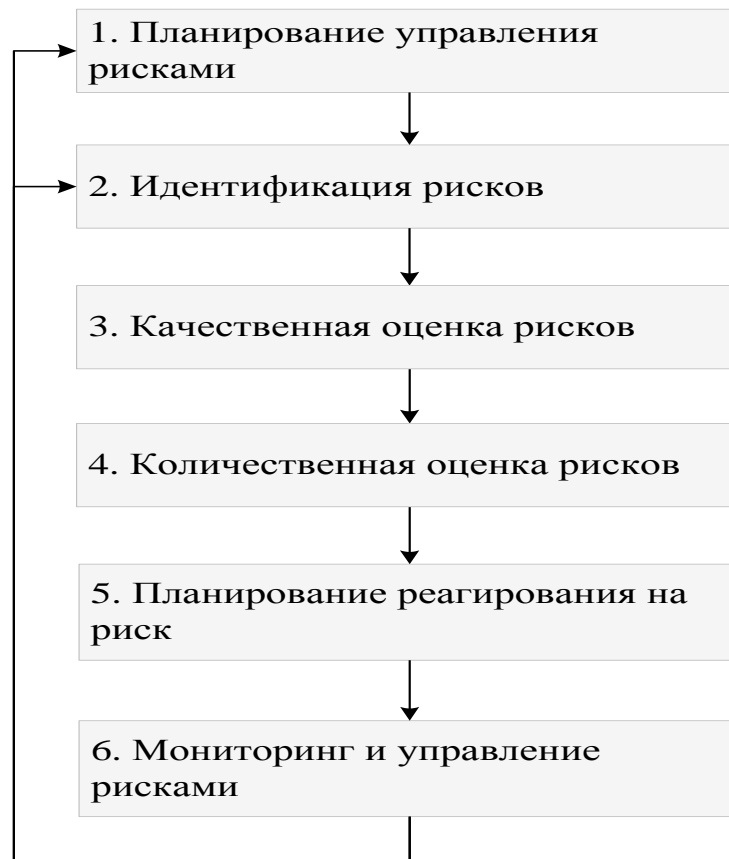 1. Планирование управления
рисками
2. Идентификация рисков
3. Качественная оценка рисков
4. Количественная оценка рисков
5. Планирование реагирования на
риск
6. Мониторинг и управление
рисками